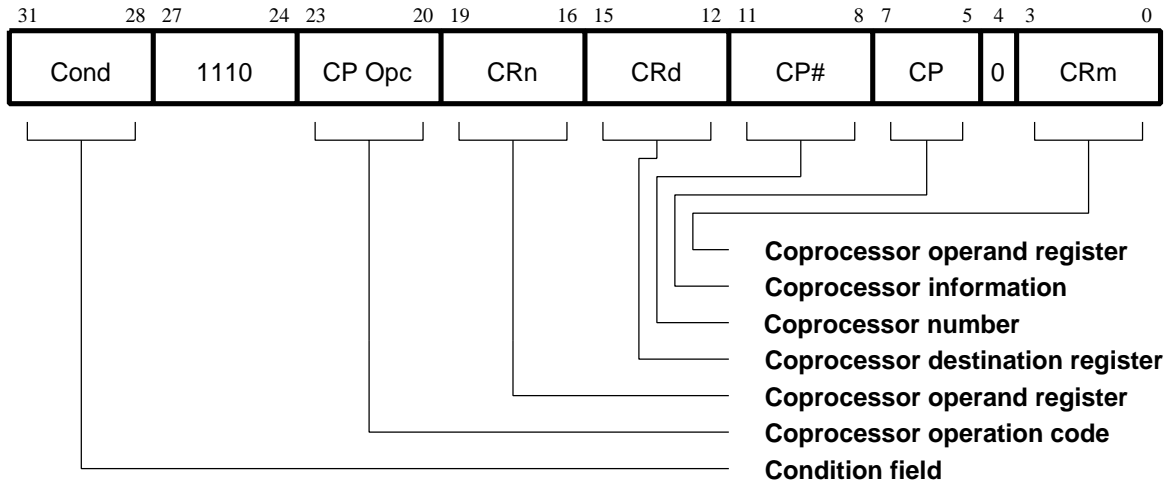 31 28 27 24 23 20 19 16 15 12 11 8 7 5 4 3 0
Cond 1110 CP Opc CRn CRd CP# CP 0 CRm
Coprocessor operand register
Coprocessor information
Coprocessor number
Coprocessor destination register
Coprocessor operand register
Coprocessor operation code
Condition field